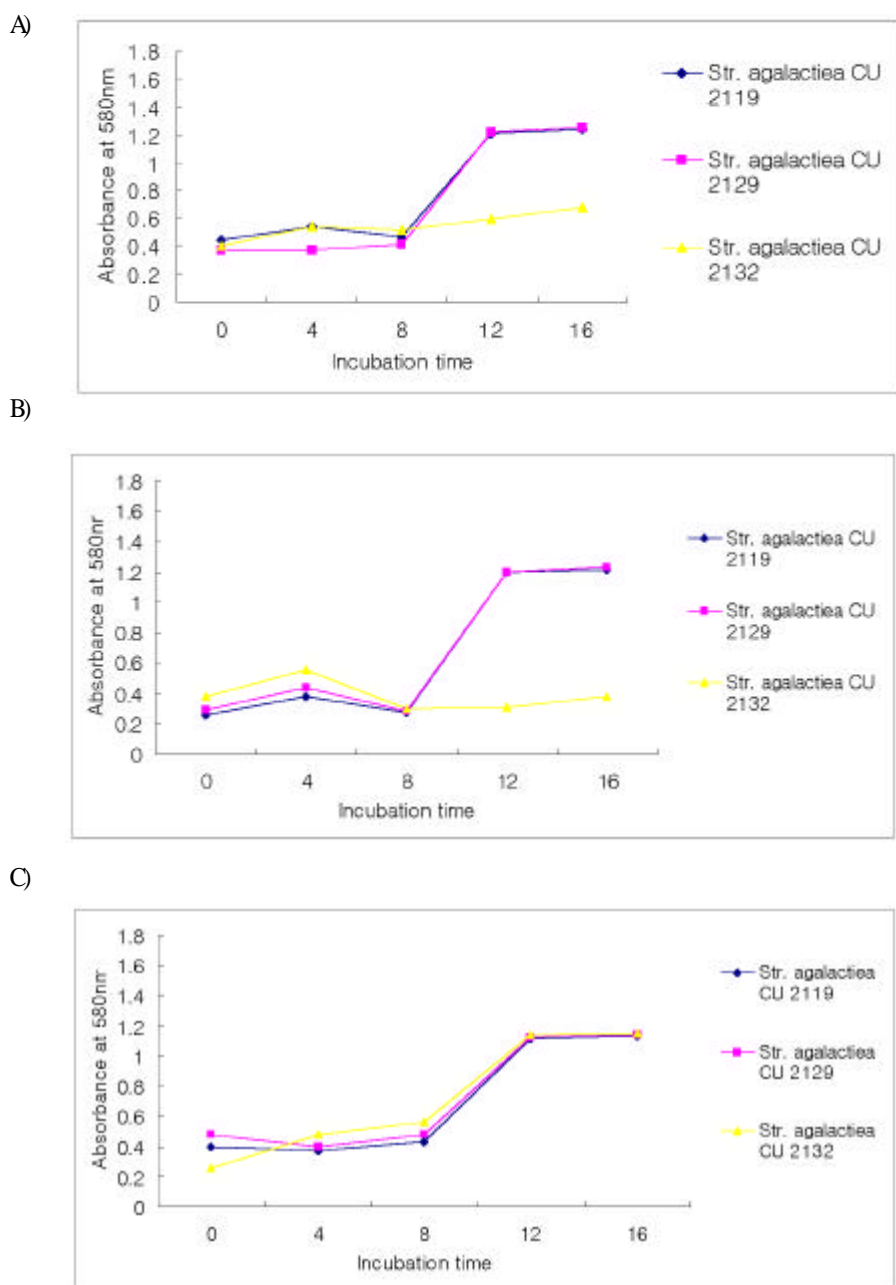 A)
1.8
1.6
1.4
1.2
1
0.8
0.6
0.4
0.2
0
Absorbance at 580nm
0 4 8 12 16
Incubation time
Str. agalactiea CU
2119
Str. agalactiea CU
2129
Str. agalactiea CU
2132
B)
1.8
1.6
1.4
1.2
1
0.8
0.6
0.4
0.2
0
Absorbance at 580nr
0 4 8 12 16
Incubation time
Str. agalactiea CU
2119
Str. agalactiea CU
2129
Str. agalactiea CU
2132
C)
1.8
1.6
1.4
1.2
1
0.8
0.6
0.4
0.2
0
Absorbance at 580nm
0 4 8 12 16
Incubation time
Str. agalactiea
CU 2119
Str. agalactiea
CU 2129
Str. agalactiea
CU 2132